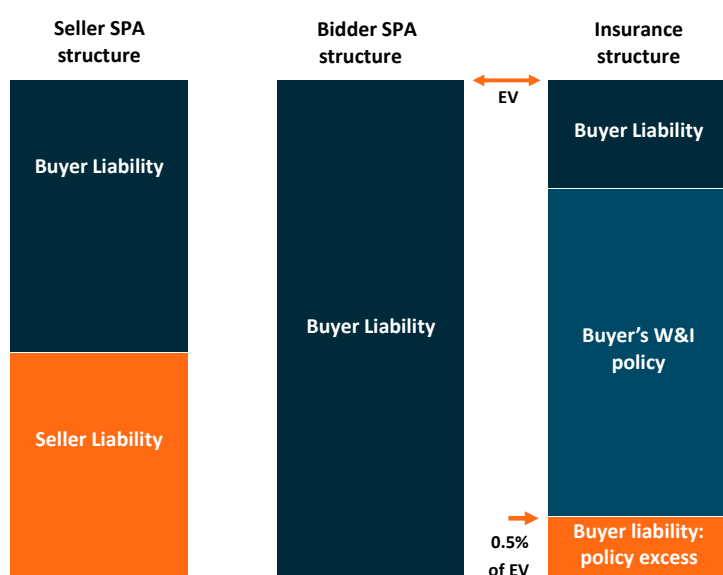 Seller SPA
structure
Bidder SPA
structure
Insurance
structure
EV
Buyer Liability
Buyer Liability
Buyer Liability
Buyer’s W&I
policy
Seller Liability
0.5%
of EV
Buyer liability:
policy excess